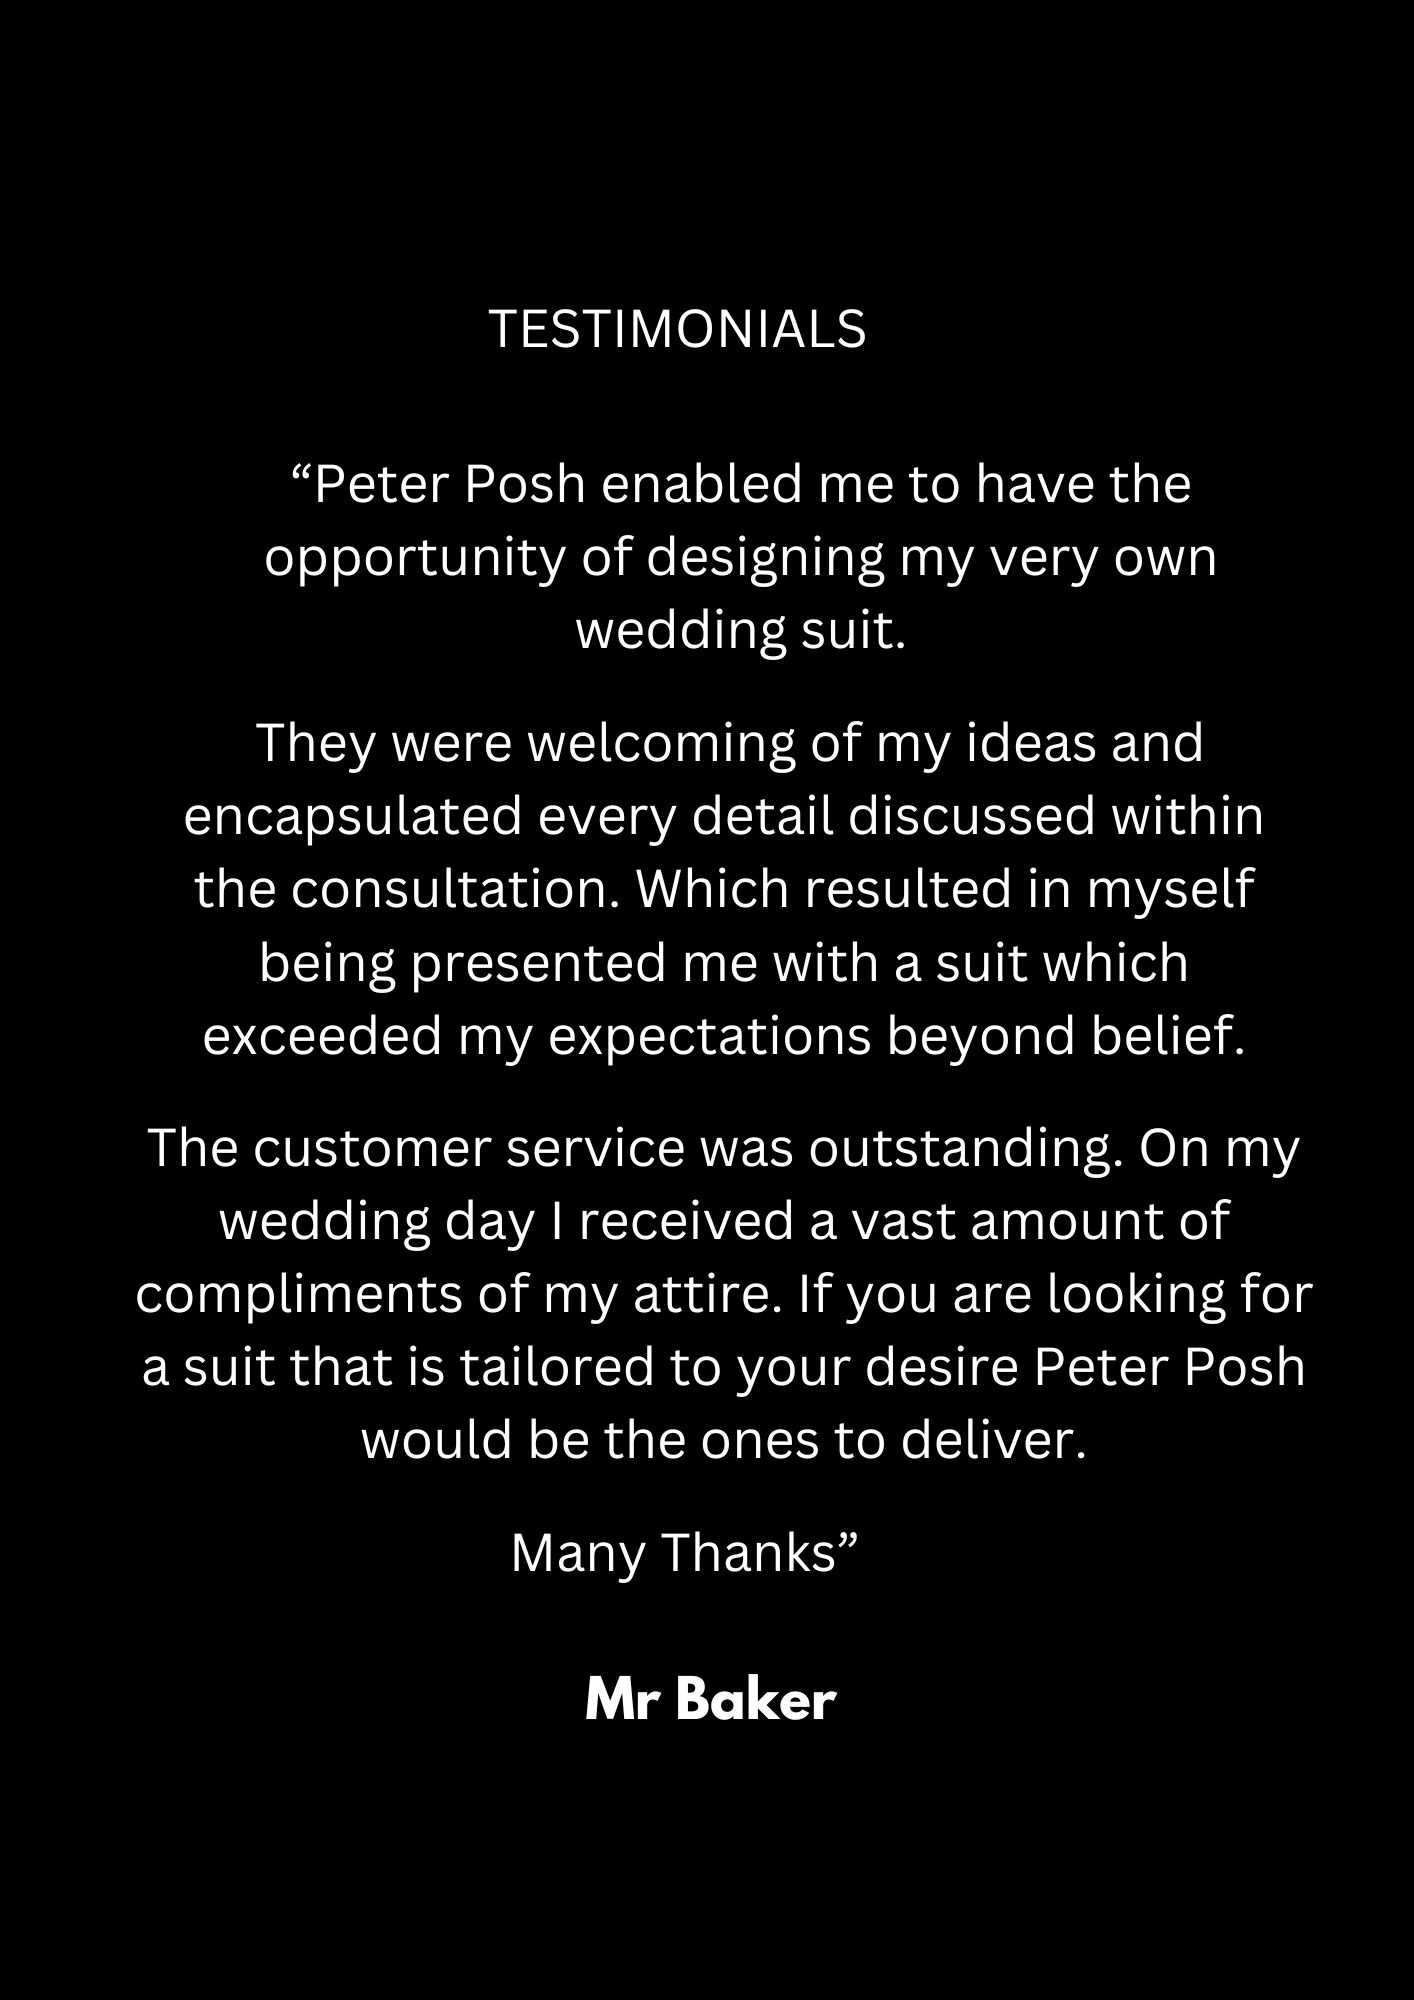 TESTIMONIALS
“Peter Posh enabled me to have the
opportunity of designing my very own
wedding suit.
They were welcoming of my ideas and
encapsulated every detail discussed within
the consultation. Which resulted in myself
being presented me with a suit which
exceeded my expectations beyond belief.
The customer service was outstanding. On my
wedding day I received a vast amount of
compliments of my attire. If you are looking for
a suit that is tailored to your desire Peter Posh
would be the ones to deliver.
Many Thanks”
Mr Baker